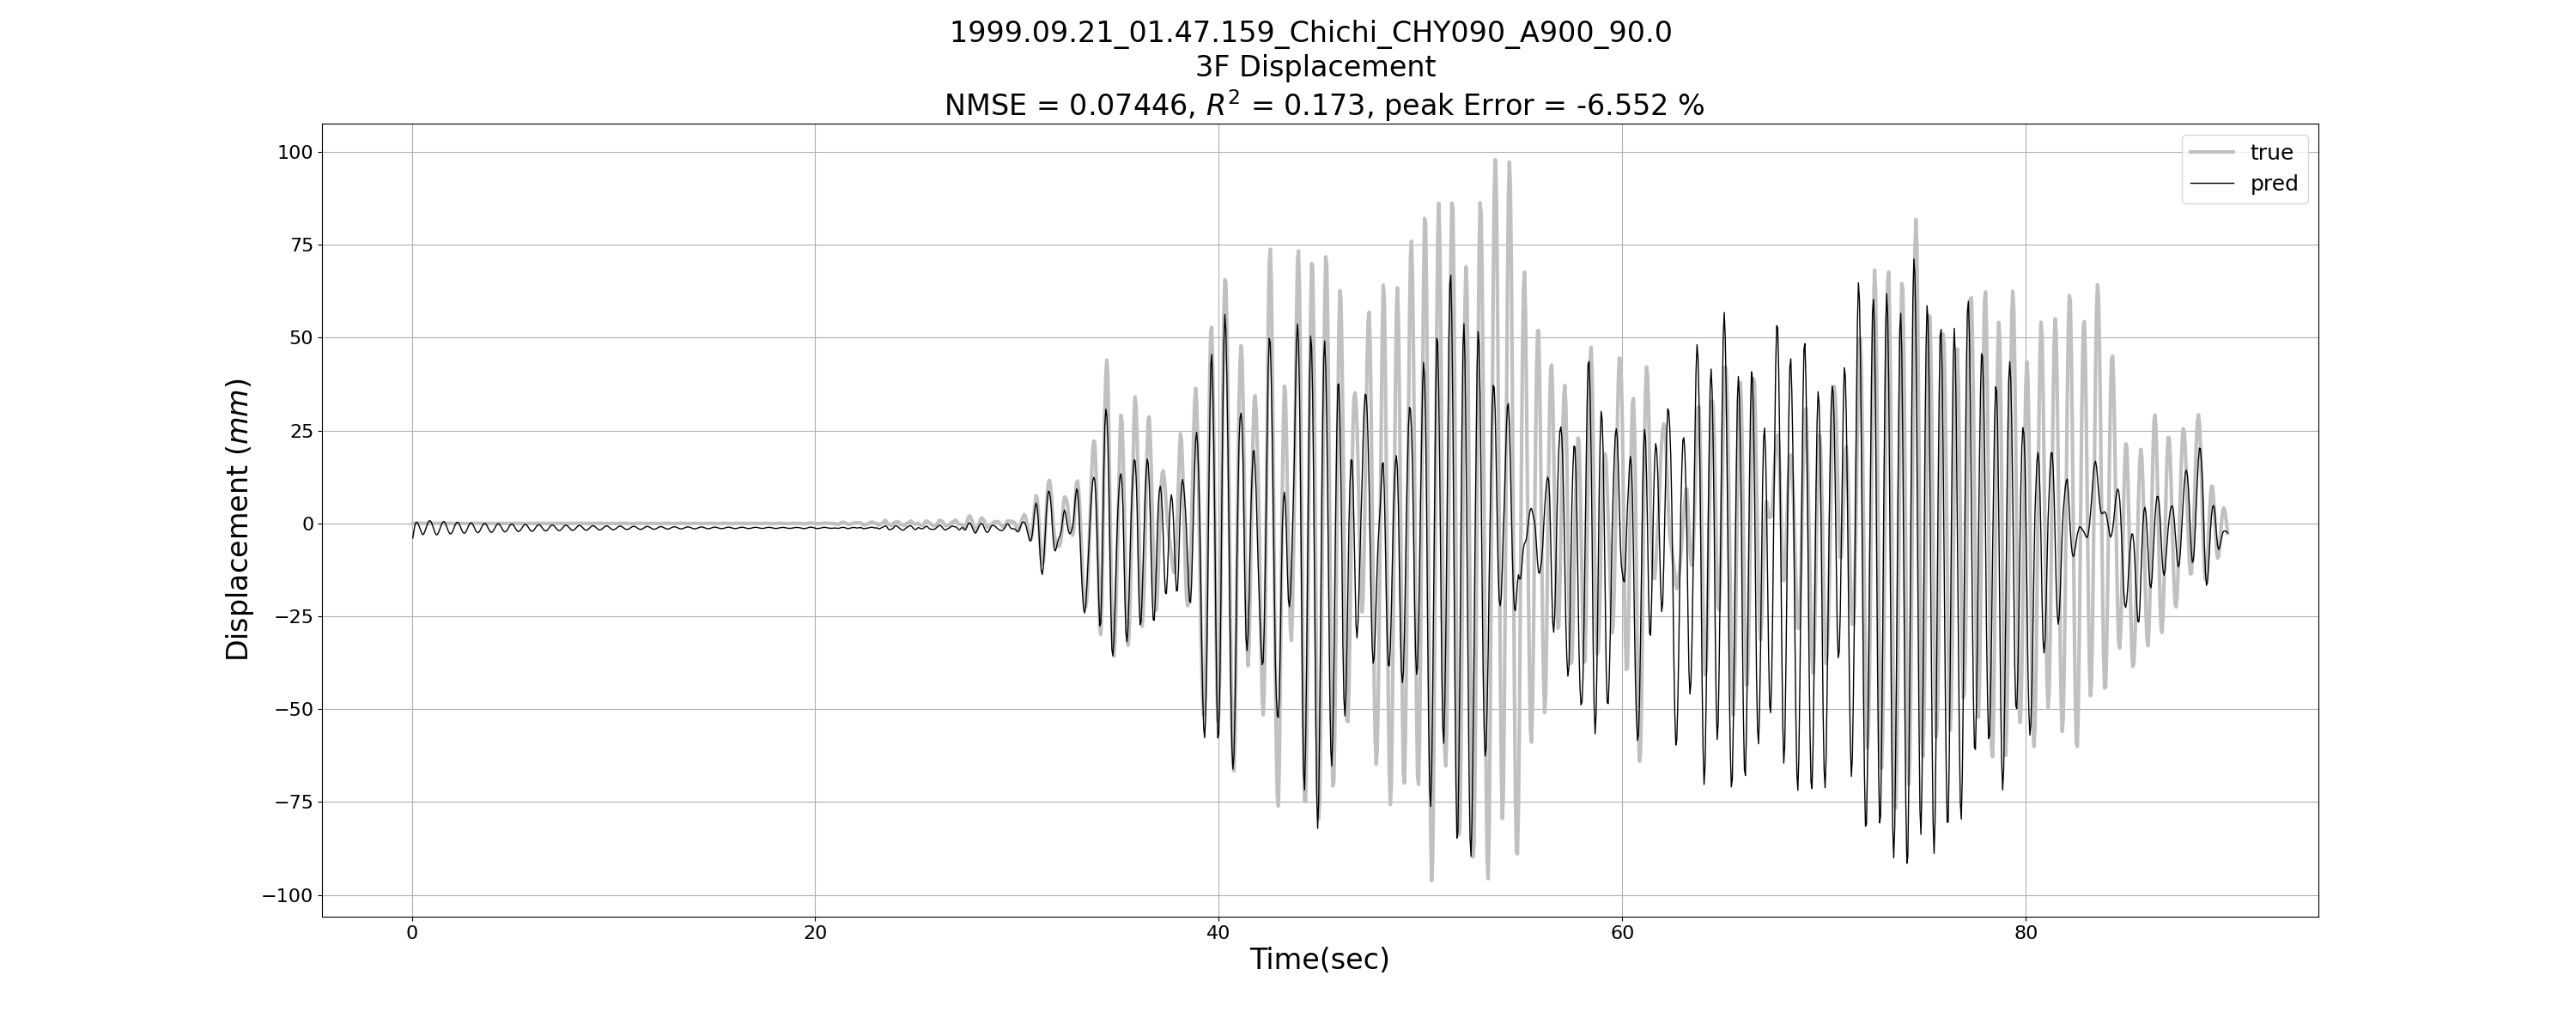 1999.09.21_01.47.159_Chichi_CHY090_A900_90.0
3F Displacement
NMSE = 0.07446, R² = 0.173, peak Error = -6.552 %
true
pred
100
75
50
25
0
−25
−50
−75
−100
Displacement (mm)
0 20 40 60 80
Time(sec)